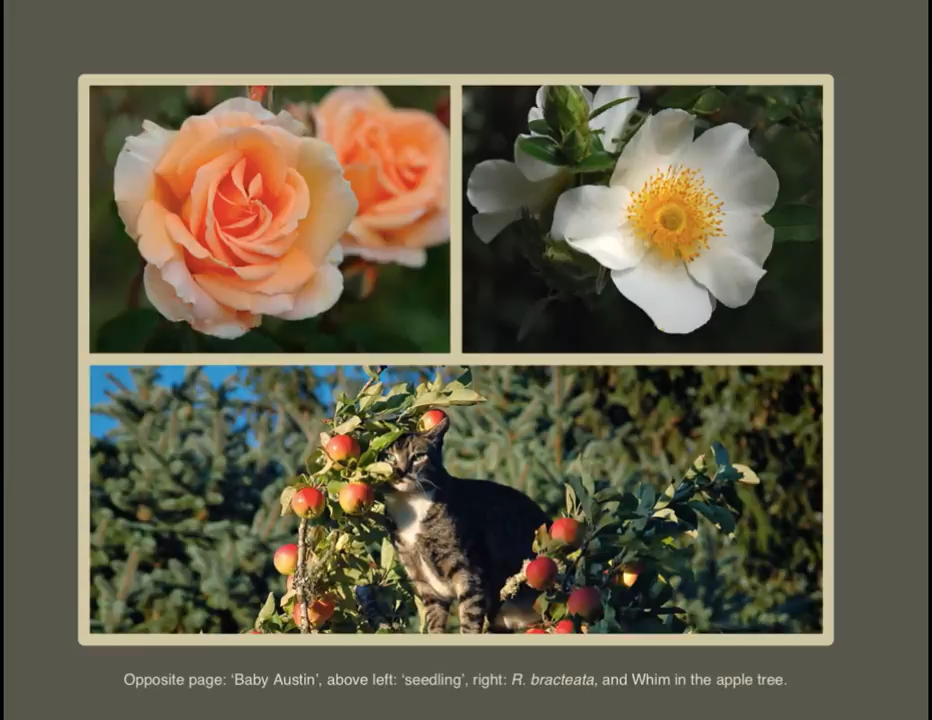 Opposite page: ‘Baby Austin’, above left: ‘seedling’, right: R. bracteata, and Whim in the apple tree.